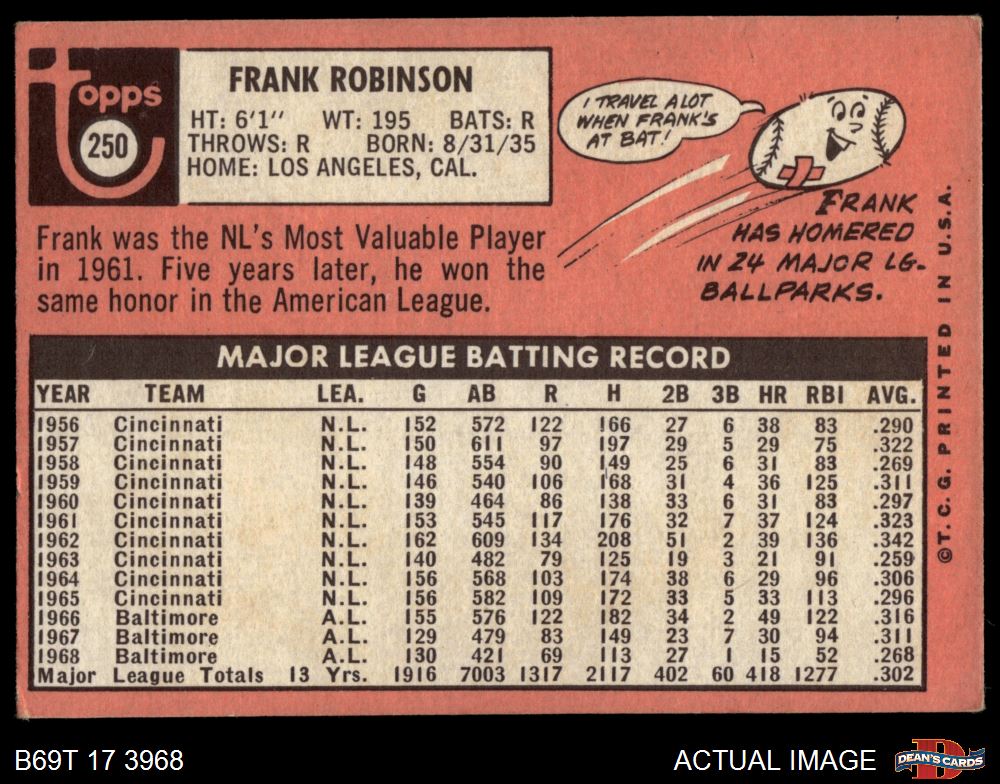 topps
250
FRANK ROBINSON
HT: 6'1" WT: 195 BATS: R
THROWS: R BORN: 8/31/35
HOME: LOS ANGELES, CAL.
I TRAVEL A LOT
WHEN FRANK'S
AT BAT!
FRANK
HAS HOMERED
IN 24 MAJOR LG.
BALLPARKS.
Frank was the NL's Most Valuable Player
in 1961. Five years later, he won the
same honor in the American League.
MAJOR LEAGUE BATTING RECORD
YEAR TEAM LEA. G AB R H 2B 3B HR RBI AVG.
1956 Cincinnati N.L. 152 572 122 166 27 6 38 83 .290
1957 Cincinnati N.L. 150 611 97 197 29 5 29 75 .322
1958 Cincinnati N.L. 148 554 90 149 25 6 31 83 .269
1959 Cincinnati N.L. 146 540 106 168 31 4 36 125 .311
1960 Cincinnati N.L. 139 464 86 138 33 6 31 83 .297
1961 Cincinnati N.L. 153 545 117 176 32 7 37 124 .323
1962 Cincinnati N.L. 162 609 134 208 51 2 39 136 .342
1963 Cincinnati N.L. 140 482 79 125 19 3 21 91 .259
1964 Cincinnati N.L. 156 568 103 174 38 6 29 96 .306
1965 Cincinnati N.L. 156 582 109 172 33 5 33 113 .296
1966 Baltimore A.L. 155 576 122 182 34 2 49 122 .316
1967 Baltimore A.L. 129 479 83 149 23 7 30 94 .311
1968 Baltimore A.L. 130 421 69 113 27 1 15 52 .268
Major League Totals 13 Yrs. 1916 7003 1317 2117 402 60 418 1277 .302
©T. C. G. PRINTED IN U.S.A.
B69T 17 3968
ACTUAL IMAGE
D
DEAN'S CARDS